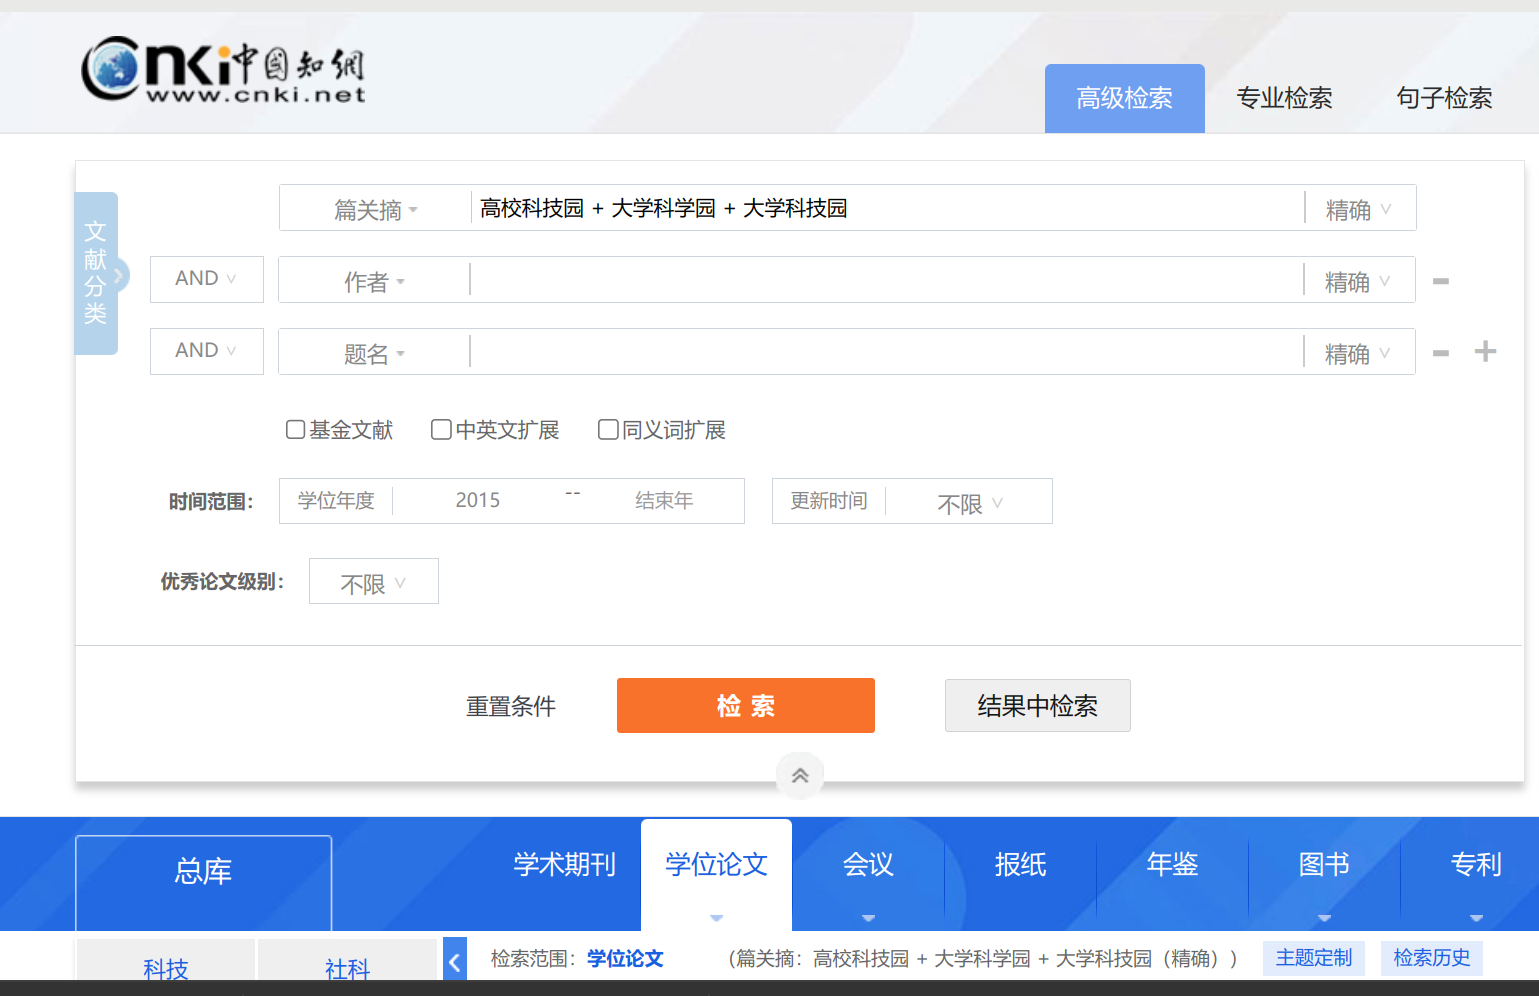 cnki中国知网
www.cnki.net
高级检索 专业检索 句子检索
文献分类
篇关摘 高校科技园 + 大学科学园 + 大学科技园 精确
AND 作者 精确
AND 题名 精确
基金文献 中英文扩展 同义词扩展
时间范围： 学位年度 2015 -- 结束年 更新时间 不限
优秀论文级别： 不限
重置条件 检索 结果中检索
总库 学术期刊 学位论文 会议 报纸 年鉴 图书 专利
科技 社科 检索范围：学位论文 （篇关摘：高校科技园 + 大学科学园 + 大学科技园（精确）） 主题定制 检索历史